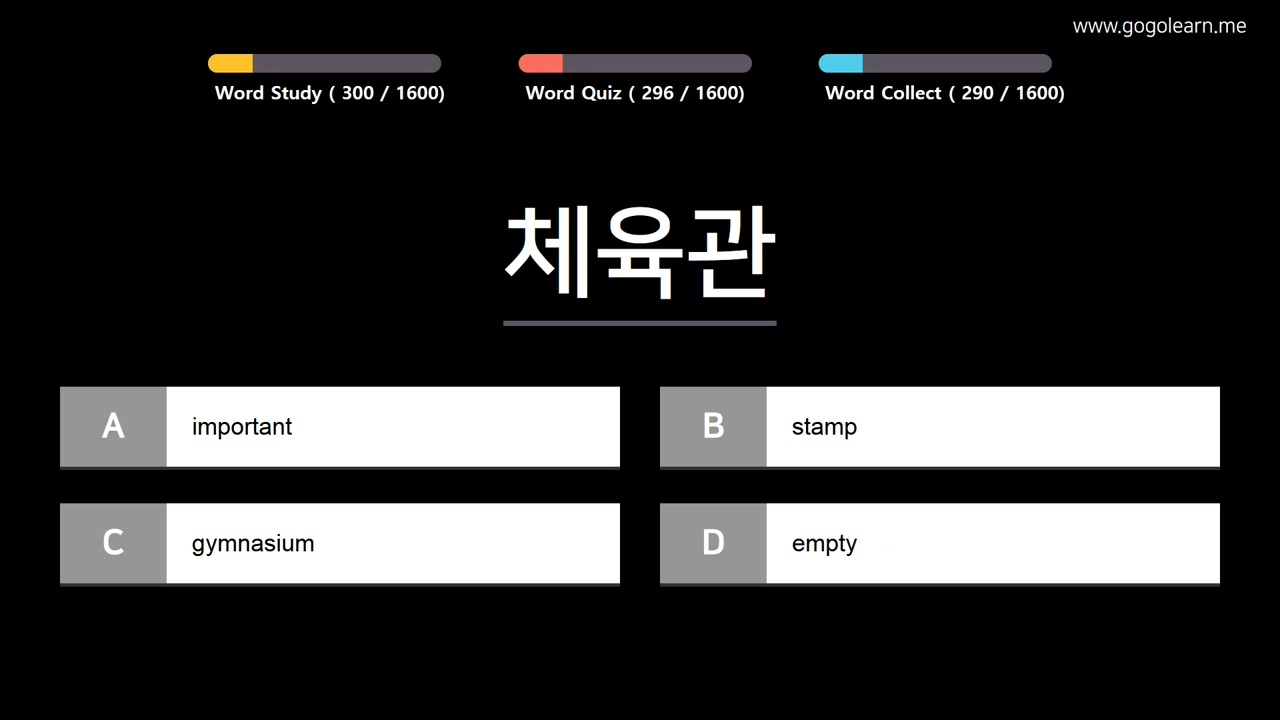 www.gogolearn.me
Word Study ( 300 / 1600)
Word Quiz ( 296 / 1600)
Word Collect ( 290 / 1600)
체육관
A important
B stamp
C gymnasium
D empty